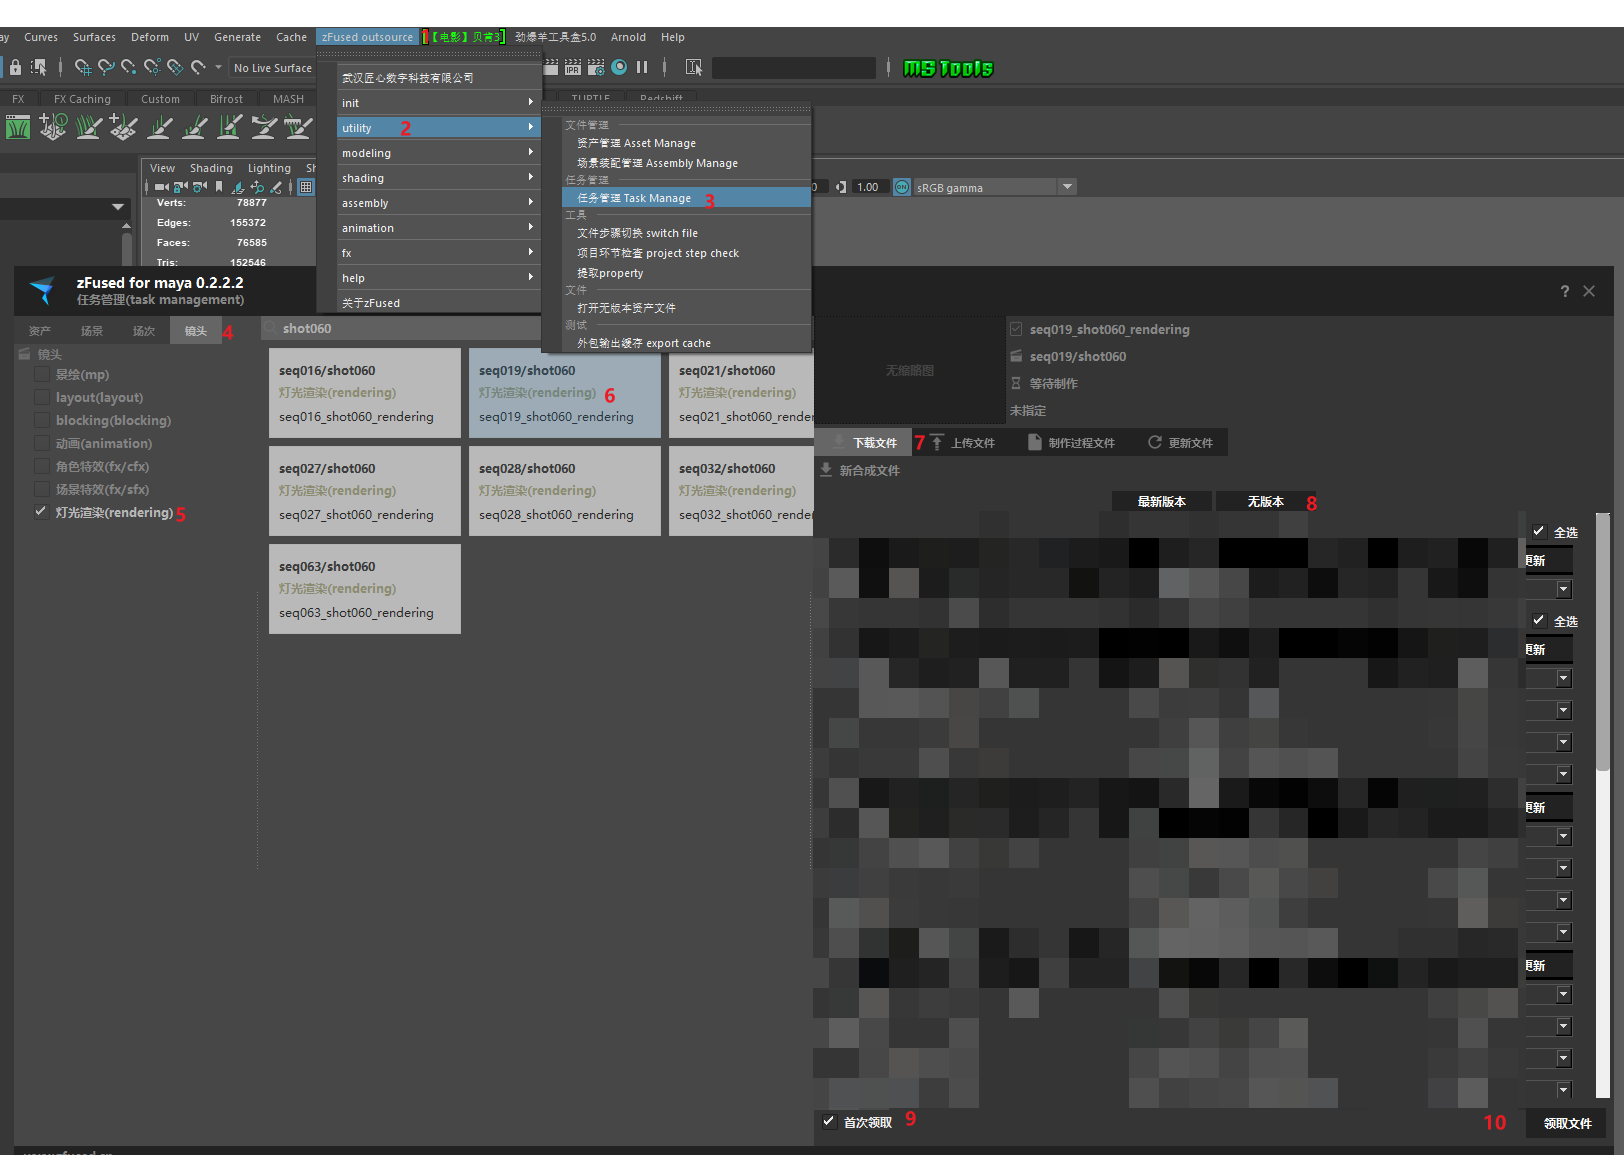 ay Curves Surfaces Deform UV Generate Cache zFused outsource 1 【电影】贝肯3 劲爆羊工具盒5.0 Arnold Help
No Live Surface IPR MS Tools
FX FX Caching Custom Bifrost MASH TURTLE Redshift
武汉匠心数字科技有限公司
init
utility 2
modeling
shading
assembly
animation
fx
help
关于zFused
文件管理
资产管理 Asset Manage
场景装配管理 Assembly Manage
任务管理
任务管理 Task Manage 3
工具
文件步骤切换 switch file
项目环节检查 project step check
提取property
文件
打开无版本资产文件
测试
外包输出缓存 export cache
View Shading Lighting Sh
0 1.00 ON sRGB gamma
Verts: 78877
Edges: 155372
Faces: 76585
Tris: 152546
zFused for maya 0.2.2.2
任务管理(task management)
?
资产 场景 场次 镜头 4
shot060
镜头
景绘(mp)
layout(layout)
blocking(blocking)
动画(animation)
角色特效(fx/cfx)
场景特效(fx/sfx)
灯光渲染(rendering) 5
seq016/shot060
灯光渲染(rendering)
seq016_shot060_rendering
seq019/shot060
灯光渲染(rendering) 6
seq019_shot060_rendering
seq021/shot060
灯光渲染(rendering)
seq021_shot060_render
seq027/shot060
灯光渲染(rendering)
seq027_shot060_rendering
seq028/shot060
灯光渲染(rendering)
seq028_shot060_rendering
seq032/shot060
灯光渲染(rendering)
seq032_shot060_render
seq063/shot060
灯光渲染(rendering)
seq063_shot060_rendering
无缩略图
seq019_shot060_rendering
seq019/shot060
等待制作
未指定
下载文件 7 上传文件 制作过程文件 更新文件
新合成文件
最新版本 无版本 8
全选
更新
全选
更新
更新
更新
首次领取 9
10 领取文件